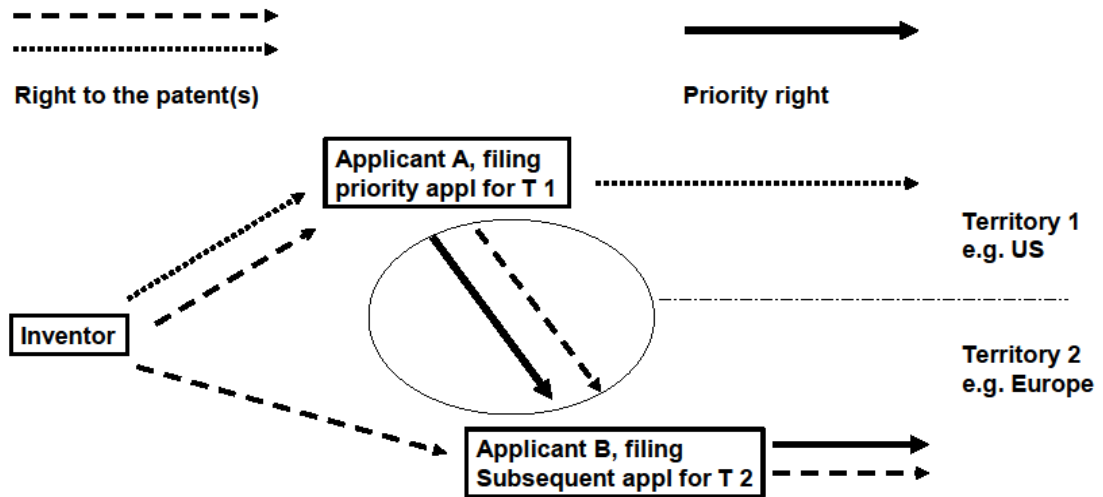 Right to the patent(s)
Priority right
Applicant A, filing
priority appl for T 1
Territory 1
e.g. US
Inventor
Territory 2
e.g. Europe
Applicant B, filing
Subsequent appl for T 2